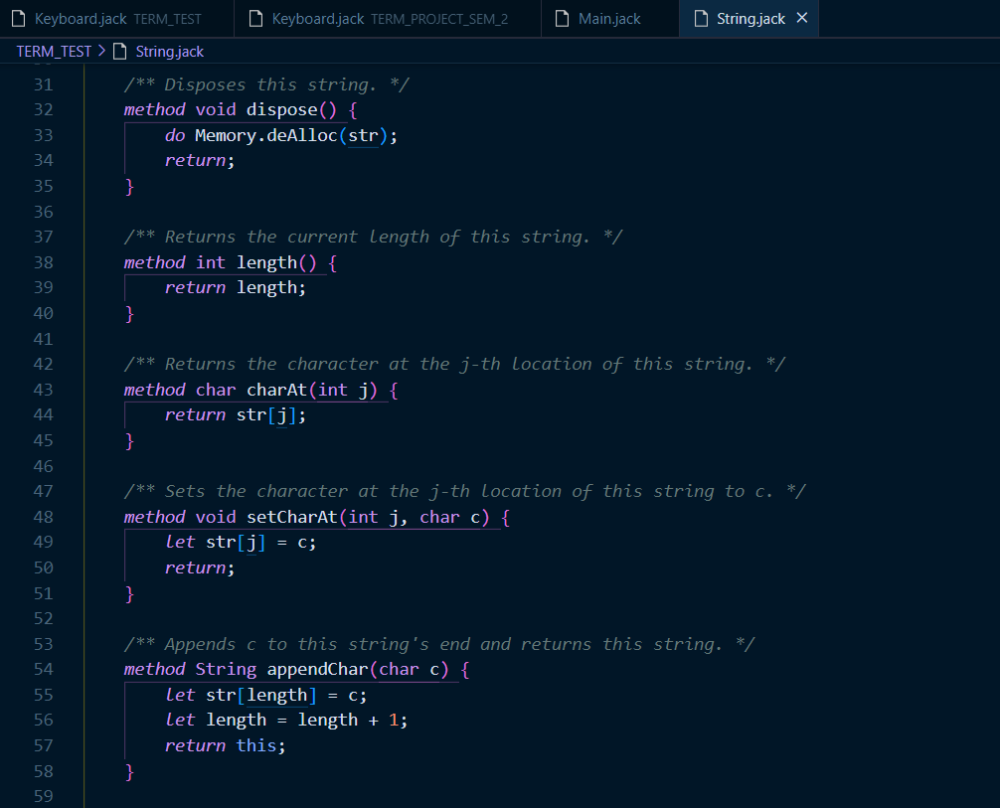 Keyboard.jack TERM_TEST Keyboard.jack TERM_PROJECT_SEM_2 Main.jack String.jack ×
TERM_TEST > String.jack
31 /** Disposes this string. */
32 method void dispose() {
33 do Memory.deAlloc(str);
34 return;
35 }
36
37 /** Returns the current length of this string. */
38 method int length() {
39 return length;
40 }
41
42 /** Returns the character at the j-th location of this string. */
43 method char charAt(int j) {
44 return str[j];
45 }
46
47 /** Sets the character at the j-th location of this string to c. */
48 method void setCharAt(int j, char c) {
49 let str[j] = c;
50 return;
51 }
52
53 /** Appends c to this string's end and returns this string. */
54 method String appendChar(char c) {
55 let str[length] = c;
56 let length = length + 1;
57 return this;
58 }
59